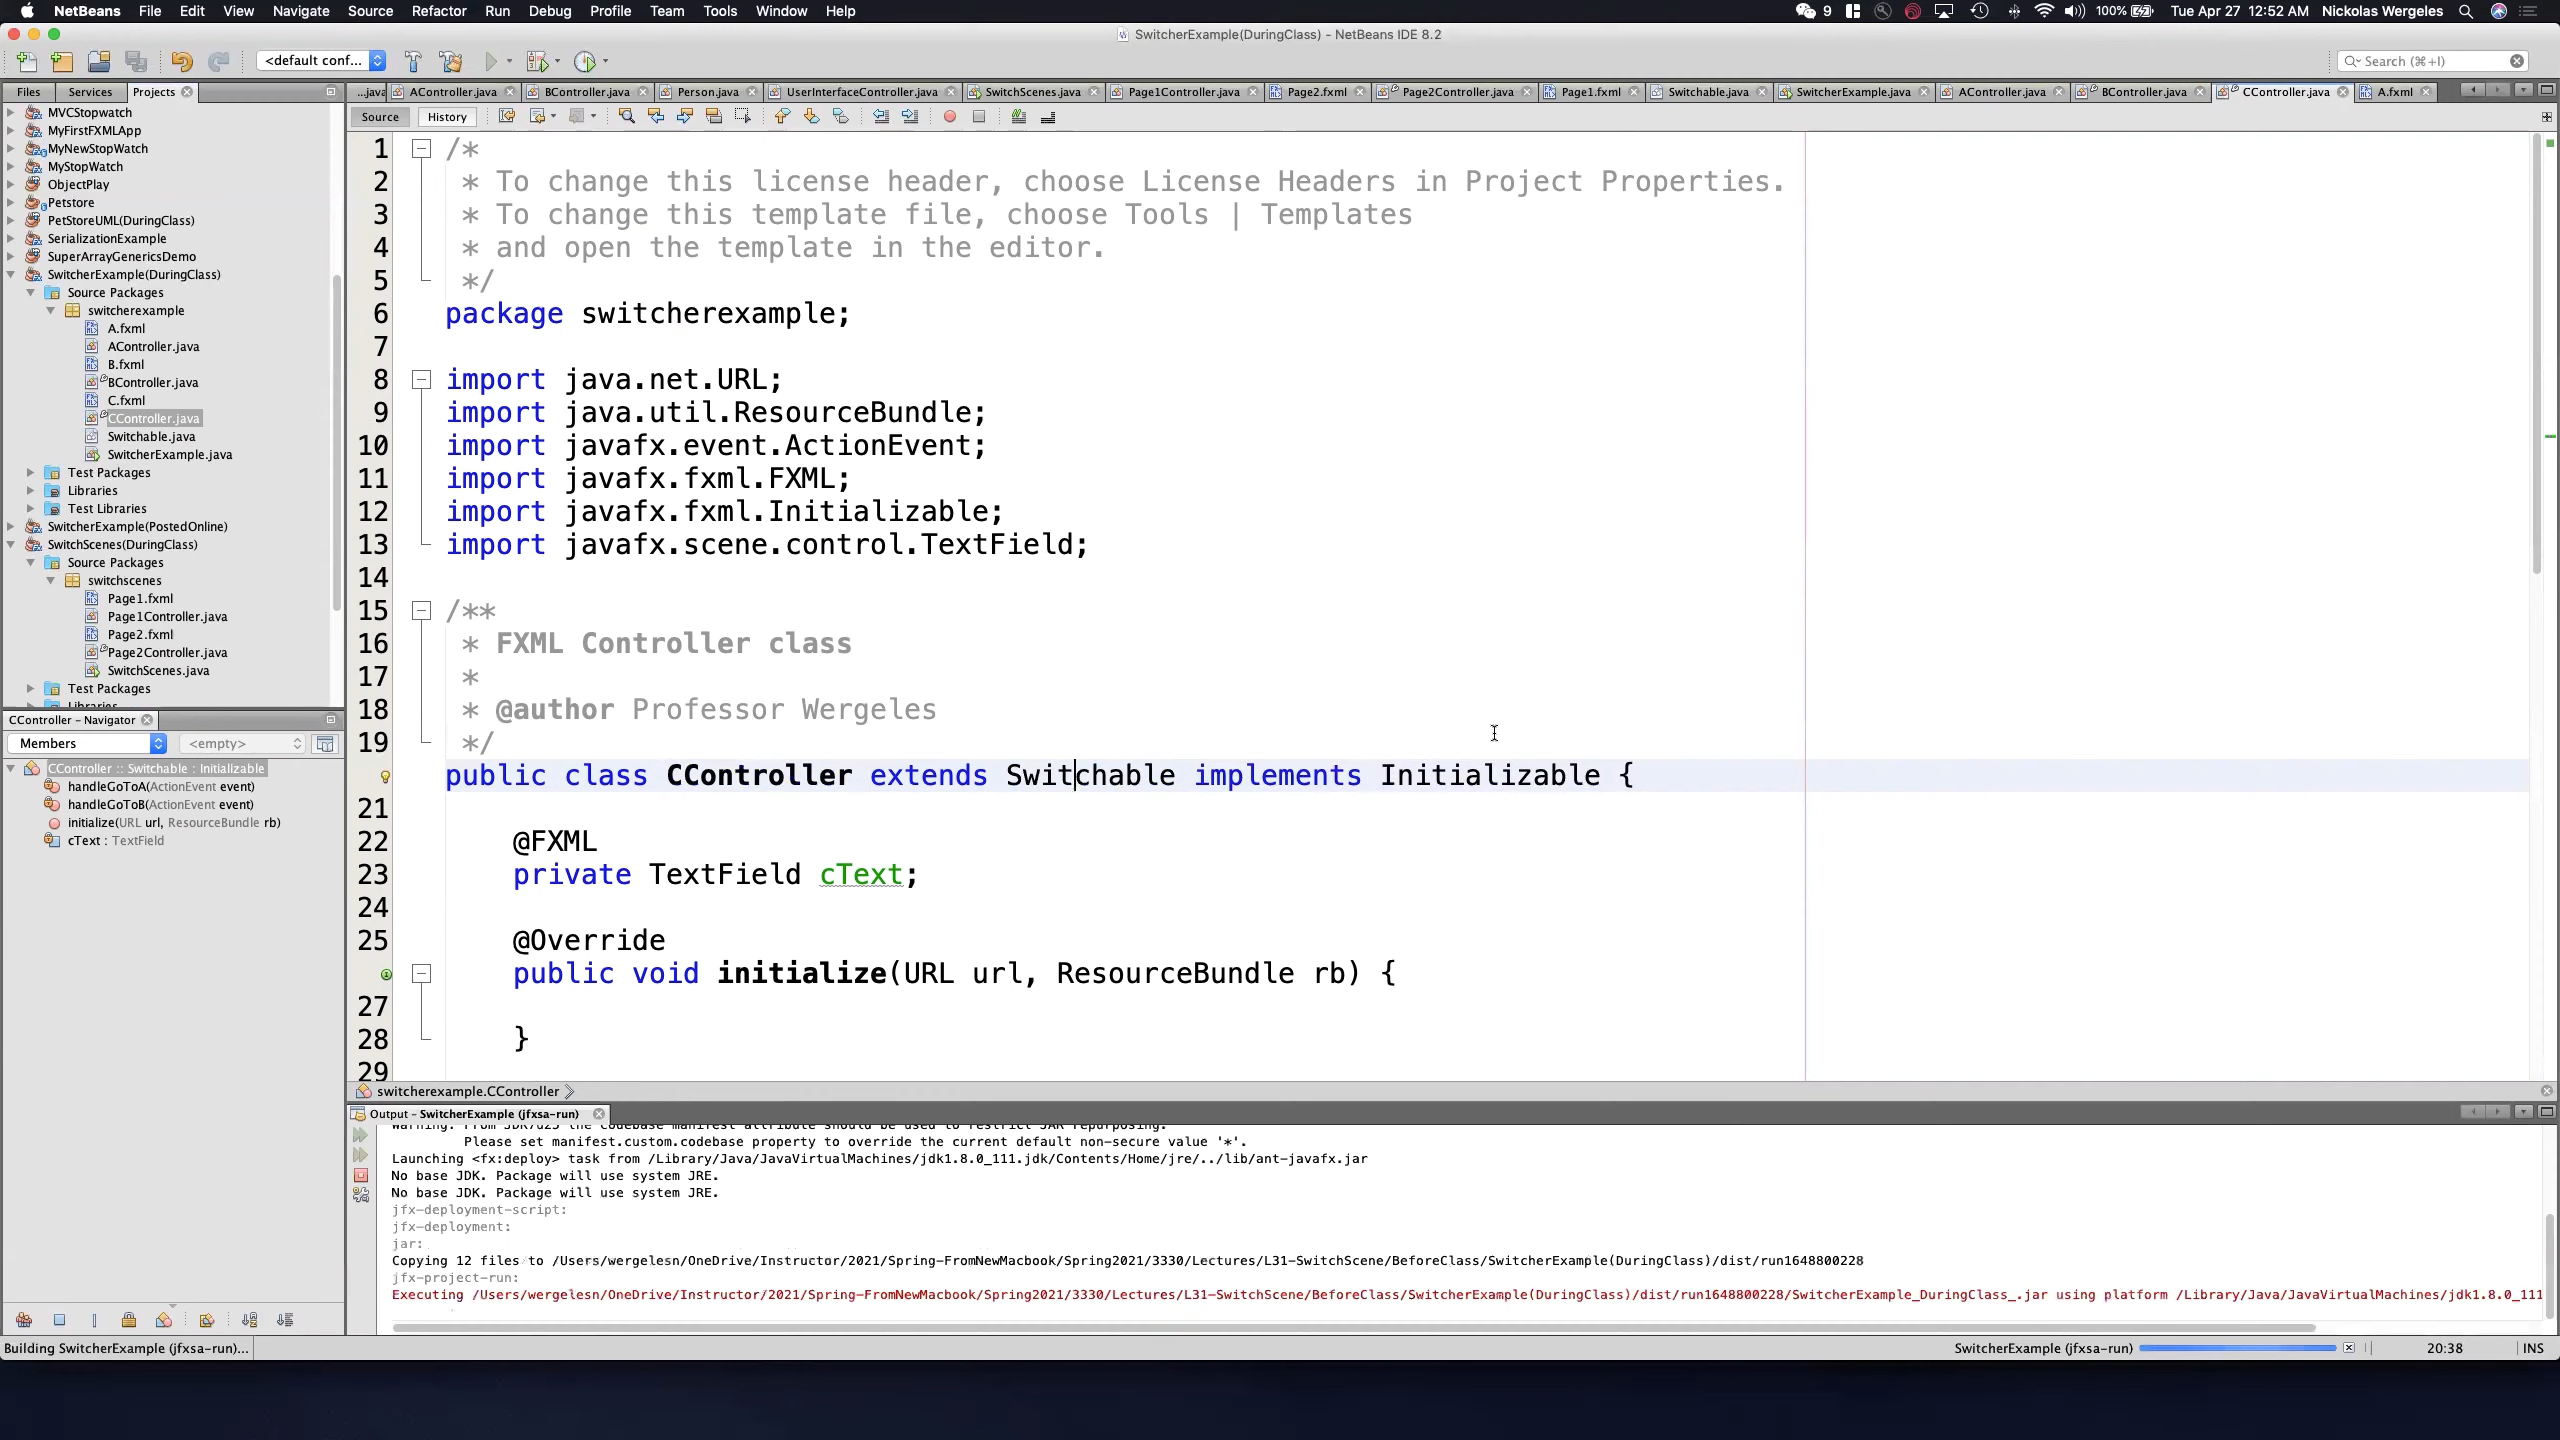 NetBeans File Edit View Navigate Source Refactor Run Debug Profile Team Tools Window Help 9 100% Tue Apr 27 12:52 AM Nickolas Wergeles
SwitcherExample(DuringClass) - NetBeans IDE 8.2
<default conf... Search (⌘+I)
Files Services Projects
...java AController.java BController.java Person.java UserInterfaceController.java SwitchScenes.java Page1Controller.java Page2.fxml Page2Controller.java Page1.fxml Switchable.java SwitcherExample.java AController.java BController.java CController.java A.fxml
Source History
MVCStopwatch
MyFirstFXMLApp
MyNewStopWatch
MyStopWatch
ObjectPlay
Petstore
PetStoreUML(DuringClass)
SerializationExample
SuperArrayGenericsDemo
SwitcherExample(DuringClass)
Source Packages
switcherexample
A.fxml
AController.java
B.fxml
BController.java
C.fxml
CController.java
Switchable.java
SwitcherExample.java
Test Packages
Libraries
Test Libraries
SwitcherExample(PostedOnline)
SwitchScenes(DuringClass)
Source Packages
switchscenes
Page1.fxml
Page1Controller.java
Page2.fxml
Page2Controller.java
SwitchScenes.java
Test Packages
Libraries
CController - Navigator
Members <empty>
CController :: Switchable : Initializable
handleGoToA(ActionEvent event)
handleGoToB(ActionEvent event)
initialize(URL url, ResourceBundle rb)
cText : TextField
1 /*
2 * To change this license header, choose License Headers in Project Properties.
3 * To change this template file, choose Tools | Templates
4 * and open the template in the editor.
5 */
6 package switcherexample;
7
8 import java.net.URL;
9 import java.util.ResourceBundle;
10 import javafx.event.ActionEvent;
11 import javafx.fxml.FXML;
12 import javafx.fxml.Initializable;
13 import javafx.scene.control.TextField;
14
15 /**
16 * FXML Controller class
17 *
18 * @author Professor Wergeles
19 */
public class CController extends Switchable implements Initializable {
21
22 @FXML
23 private TextField cText;
24
25 @Override
public void initialize(URL url, ResourceBundle rb) {
27
28 }
29
switcherexample.CController
Output - SwitcherExample (jfxsa-run)
Warning: From JDK7u25 the Codebase manifest attribute should be used to restrict JAR repurposing.
Please set manifest.custom.codebase property to override the current default non-secure value '*'.
Launching <fx:deploy> task from /Library/Java/JavaVirtualMachines/jdk1.8.0_111.jdk/Contents/Home/jre/../lib/ant-javafx.jar
No base JDK. Package will use system JRE.
No base JDK. Package will use system JRE.
jfx-deployment-script:
jfx-deployment:
jar:
Copying 12 files to /Users/wergelesn/OneDrive/Instructor/2021/Spring-FromNewMacbook/Spring2021/3330/Lectures/L31-SwitchScene/BeforeClass/SwitcherExample(DuringClass)/dist/run1648800228
jfx-project-run:
Executing /Users/wergelesn/OneDrive/Instructor/2021/Spring-FromNewMacbook/Spring2021/3330/Lectures/L31-SwitchScene/BeforeClass/SwitcherExample(DuringClass)/dist/run1648800228/SwitcherExample_DuringClass_.jar using platform /Library/Java/JavaVirtualMachines/jdk1.8.0_111
Building SwitcherExample (jfxsa-run)... SwitcherExample (jfxsa-run) 20:38 INS